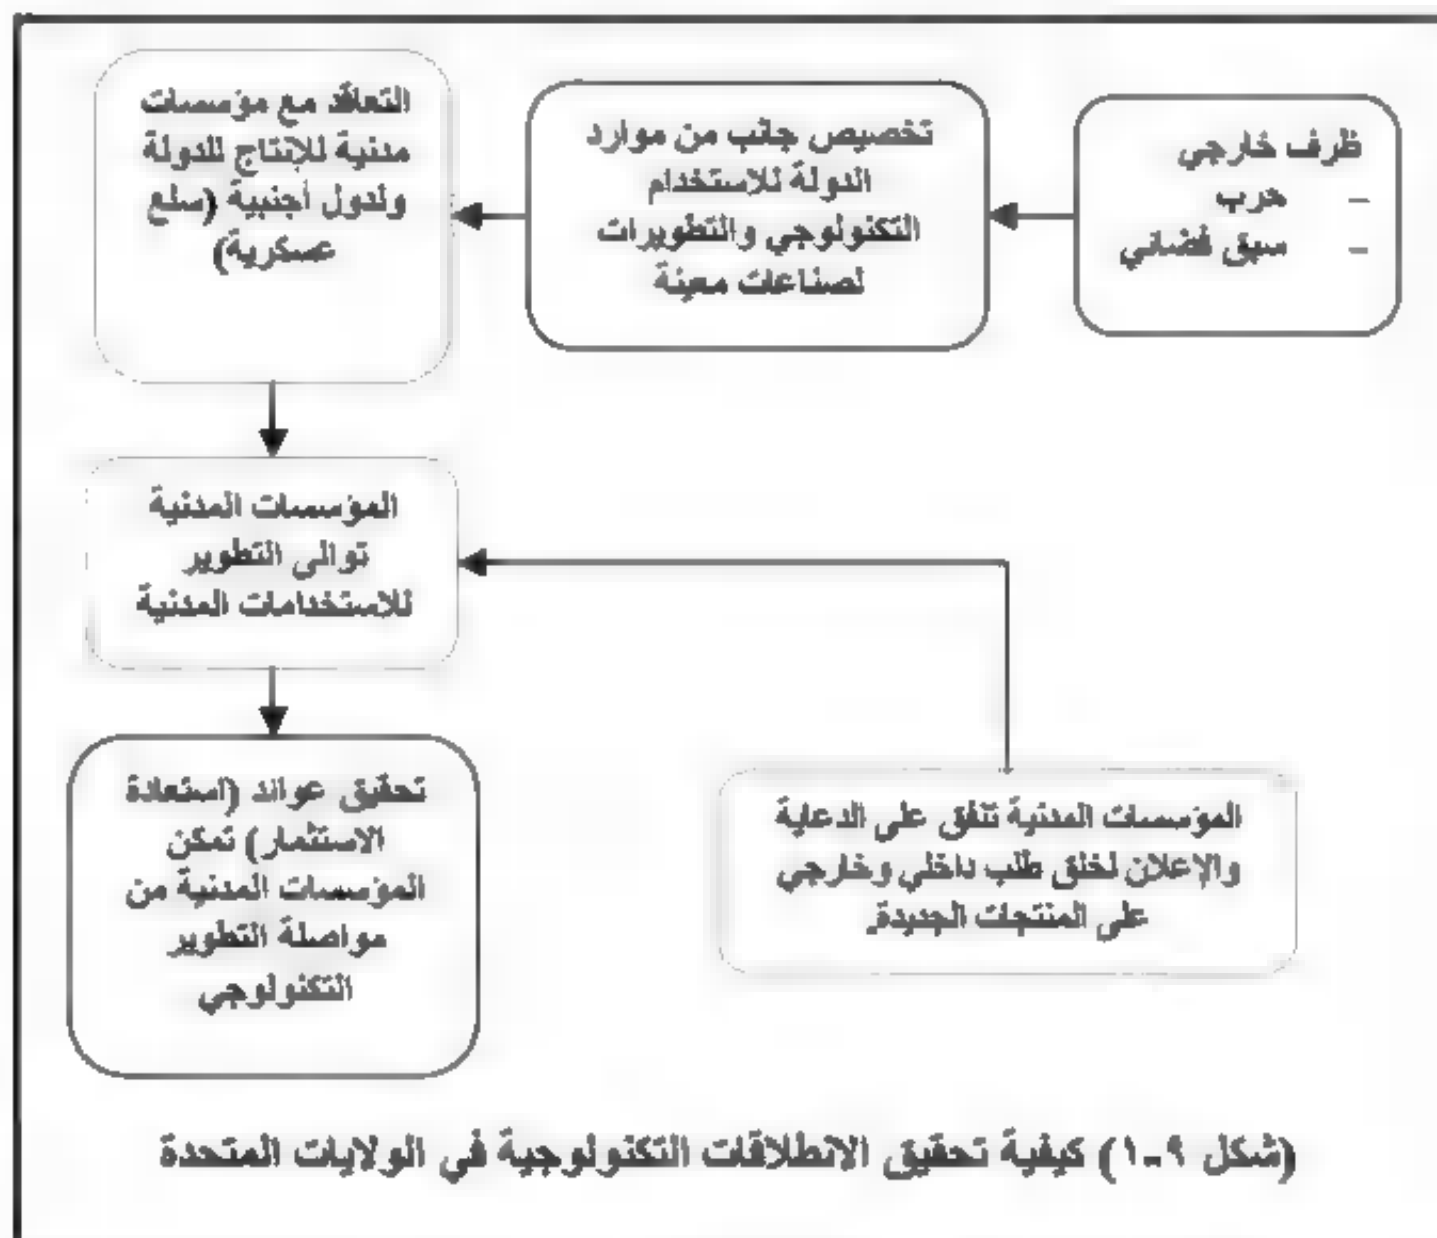 ظرف خارجي
- حرب
- سبق فضائي
تخصيص جانب من موارد
الدولة للاستخدام
التكنولوجي والتطويرات
لصناعات معينة
التعاقد مع مؤسسات
مدنية للإنتاج للدولة
ولدول أجنبية (سلع
عسكرية)
المؤسسات المدنية
توالى التطوير
للاستخدامات المدنية
المؤسسات المدنية تنفق على الدعاية
والإعلان لخلق طلب داخلي وخارجي
على المنتجات الجديدة.
تحقيق عوائد (استعادة
الاستثمار) تمكن
المؤسسات المدنية من
مواصلة التطوير
التكنولوجي
(شكل ٩-١) كيفية تحقيق الانطلاقات التكنولوجية في الولايات المتحدة